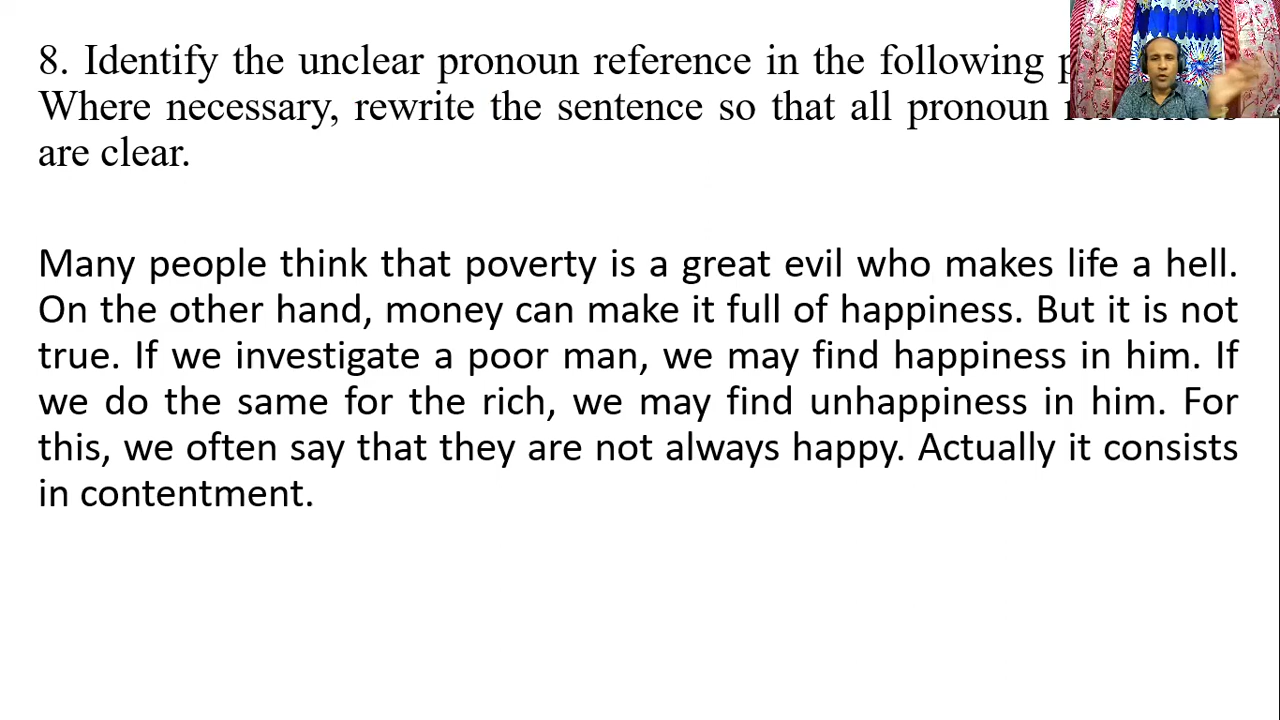 8. Identify the unclear pronoun reference in the following
Where necessary, rewrite the sentence so that all pronoun
are clear.
Many people think that poverty is a great evil who makes life a hell.
On the other hand, money can make it full of happiness. But it is not
true. If we investigate a poor man, we may find happiness in him. If
we do the same for the rich, we may find unhappiness in him. For
this, we often say that they are not always happy. Actually it consists
in contentment.